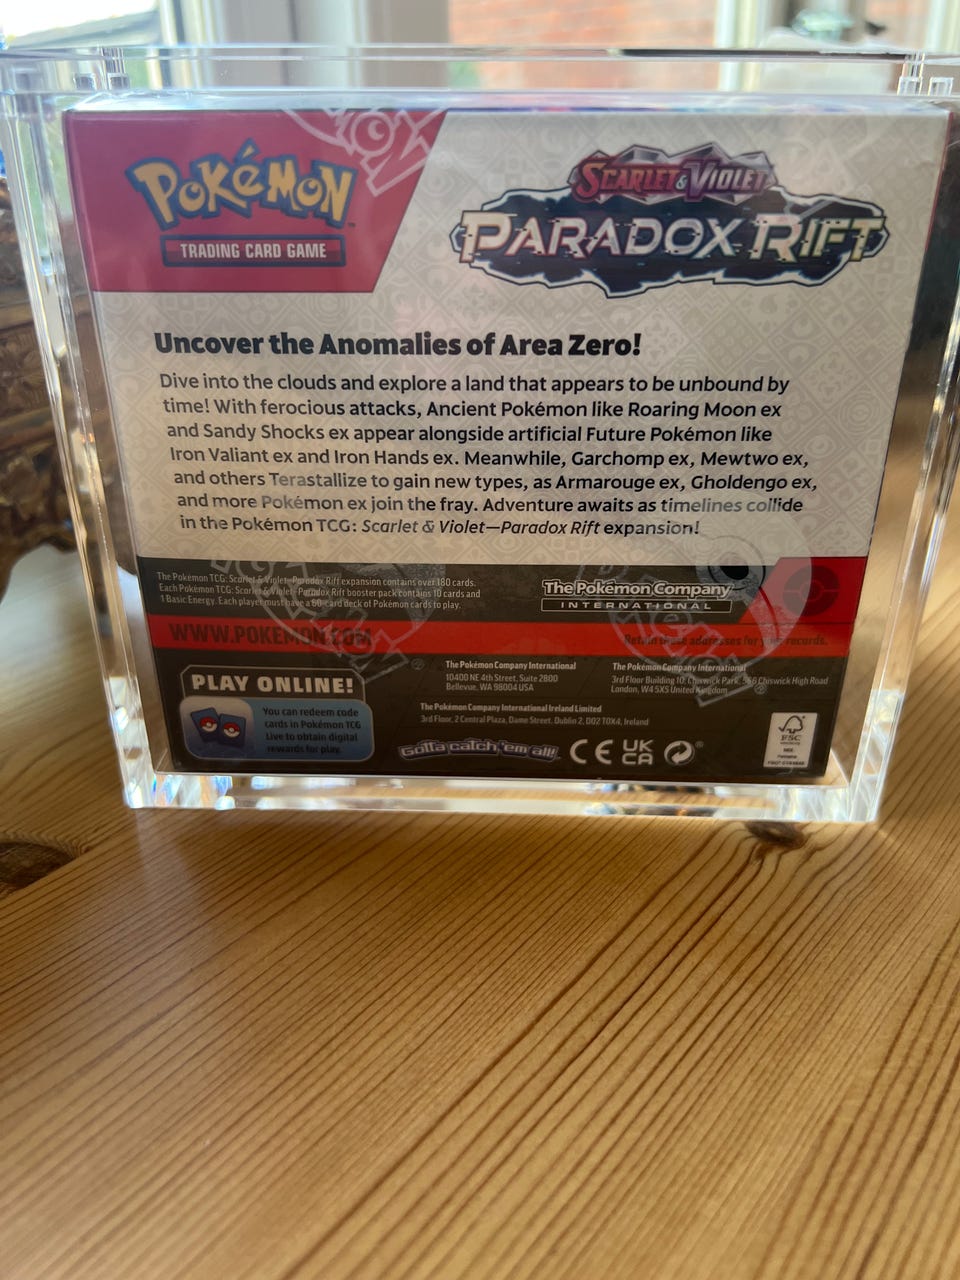 POKéMON
TRADING CARD GAME
SCARLET & VIOLET
PARADOX RIFT
Uncover the Anomalies of Area Zero!
Dive into the clouds and explore a land that appears to be unbound by
time! With ferocious attacks, Ancient Pokémon like Roaring Moon ex
and Sandy Shocks ex appear alongside artificial Future Pokémon like
Iron Valiant ex and Iron Hands ex. Meanwhile, Garchomp ex, Mewtwo ex,
and others Terastallize to gain new types, as Armarouge ex, Gholdengo ex,
and more Pokémon ex join the fray. Adventure awaits as timelines collide
in the Pokémon TCG: Scarlet & Violet—Paradox Rift expansion!
The Pokémon TCG: Scarlet & Violet—Paradox Rift expansion contains over 180 cards.
Each Pokémon TCG: Scarlet & Violet—Paradox Rift booster pack contains 10 cards and
1 Basic Energy. Each player must have a 60-card deck of Pokémon cards to play.
The Pokémon Company
INTERNATIONAL
WWW.POKEMON.COM
Retain these addresses for your records.
PLAY ONLINE!
You can redeem code
cards in Pokémon TCG
Live to obtain digital
rewards for play.
The Pokémon Company International
10400 NE 4th Street, Suite 2800
Bellevue, WA 98004 USA
The Pokémon Company International
3rd Floor Building 10, Chiswick Park, 566 Chiswick High Road
London, W4 5XS United Kingdom
The Pokémon Company International Ireland Limited
3rd Floor, 2 Central Plaza, Dame Street, Dublin 2, D02 T0X4, Ireland
Gotta catch 'em all!
CE
UK
CA
FSC
MIX